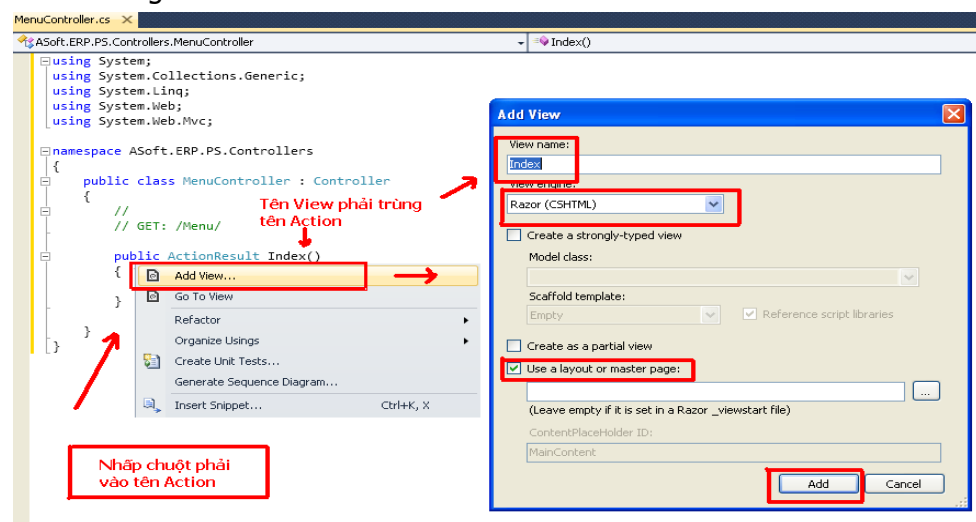 MenuController.cs
ASoft.ERP.PS.Controllers.MenuController
Index()
using System;
using System.Collections.Generic;
using System.Linq;
using System.Web;
using System.Web.Mvc;
namespace ASoft.ERP.PS.Controllers
{
public class MenuController : Controller
{
//
// GET: /Menu/
public ActionResult Index()
{
}
}
}
Tên View phải trùng
tên Action
Add View...
Go To View
Refactor
Organize Usings
Create Unit Tests...
Generate Sequence Diagram...
Insert Snippet... Ctrl+K, X
Nhấp chuột phải
vào tên Action
Add View
View name:
Index
View engine:
Razor (CSHTML)
Create a strongly-typed view
Model class:
Scaffold template:
Empty
Reference script libraries
Create as a partial view
Use a layout or master page:
...
(Leave empty if it is set in a Razor _viewstart file)
ContentPlaceHolder ID:
MainContent
Add Cancel